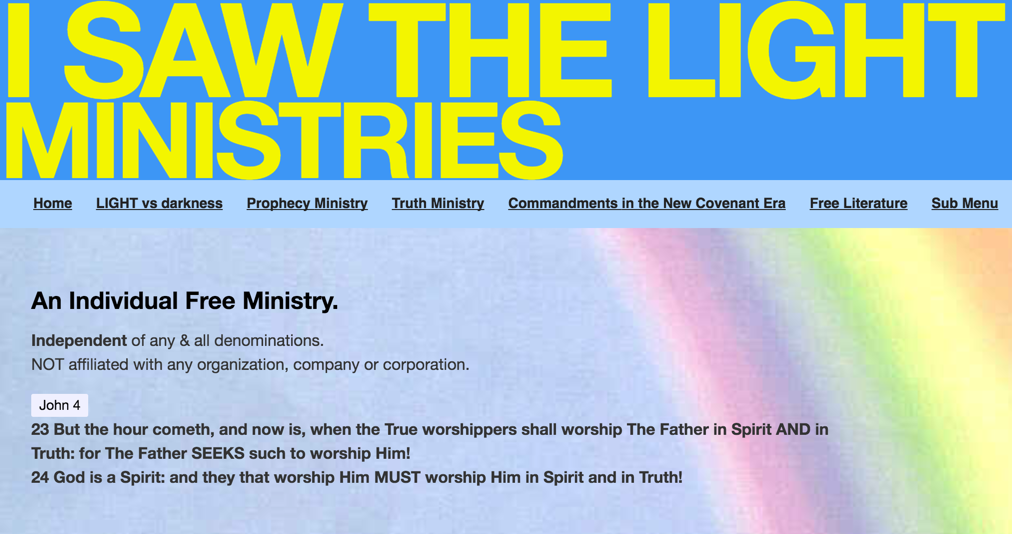 I SAW THE LIGHT
MINISTRIES
Home LIGHT vs darkness Prophecy Ministry Truth Ministry Commandments in the New Covenant Era Free Literature Sub Menu
An Individual Free Ministry.
Independent of any & all denominations.
NOT affiliated with any organization, company or corporation.
John 4
23 But the hour cometh, and now is, when the True worshippers shall worship The Father in Spirit AND in
Truth: for The Father SEEKS such to worship Him!
24 God is a Spirit: and they that worship Him MUST worship Him in Spirit and in Truth!